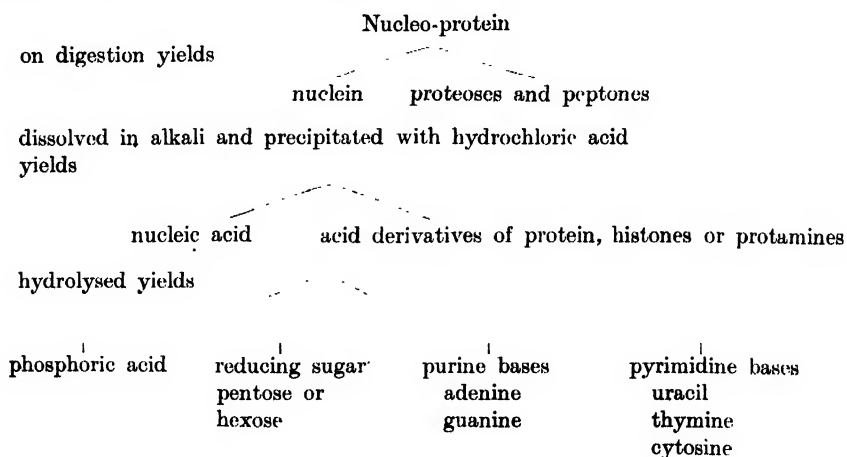 Nucleo-protein
on digestion yields
nuclein proteoses and peptones
dissolved in alkali and precipitated with hydrochloric acid
yields
nucleic acid acid derivatives of protein, histones or protamines
hydrolysed yields
phosphoric acid reducing sugar purine bases pyrimidine bases
pentose or adenine uracil
hexose guanine thymine
cytosine